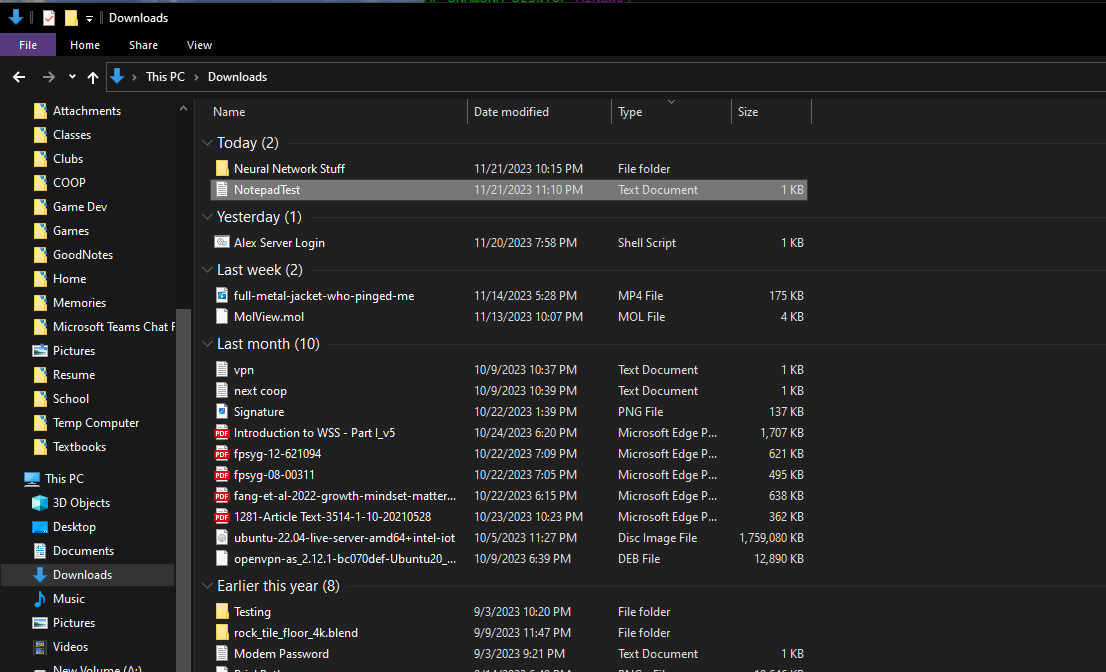 Downloads
File Home Share View
This PC > Downloads
Attachments
Classes
Clubs
COOP
Game Dev
Games
GoodNotes
Home
Memories
Microsoft Teams Chat F
Pictures
Resume
School
Temp Computer
Textbooks
This PC
3D Objects
Desktop
Documents
Downloads
Music
Pictures
Videos
New Volume (A:)
Name Date modified Type Size
Today (2)
Neural Network Stuff 11/21/2023 10:15 PM File folder
NotepadTest 11/21/2023 11:10 PM Text Document 1 KB
Yesterday (1)
Alex Server Login 11/20/2023 7:58 PM Shell Script 1 KB
Last week (2)
full-metal-jacket-who-pinged-me 11/14/2023 5:28 PM MP4 File 175 KB
MolView.mol 11/13/2023 10:07 PM MOL File 4 KB
Last month (10)
vpn 10/9/2023 10:37 PM Text Document 1 KB
next coop 10/9/2023 10:39 PM Text Document 1 KB
Signature 10/22/2023 1:39 PM PNG File 137 KB
PDF Introduction to WSS - Part I_v5 10/24/2023 6:20 PM Microsoft Edge P... 1,707 KB
PDF fpsyg-12-621094 10/22/2023 7:09 PM Microsoft Edge P... 621 KB
PDF fpsyg-08-00311 10/22/2023 7:05 PM Microsoft Edge P... 495 KB
PDF fang-et-al-2022-growth-mindset-matter... 10/22/2023 6:15 PM Microsoft Edge P... 638 KB
PDF 1281-Article Text-3514-1-10-20210528 10/23/2023 10:23 PM Microsoft Edge P... 362 KB
ubuntu-22.04-live-server-amd64+intel-iot 10/5/2023 11:27 PM Disc Image File 1,759,080 KB
openvpn-as_2.12.1-bc070def-Ubuntu20_... 10/9/2023 6:39 PM DEB File 12,890 KB
Earlier this year (8)
Testing 9/3/2023 10:20 PM File folder
rock_tile_floor_4k.blend 9/9/2023 11:47 PM File folder
Modem Password 9/3/2023 9:21 PM Text Document 1 KB